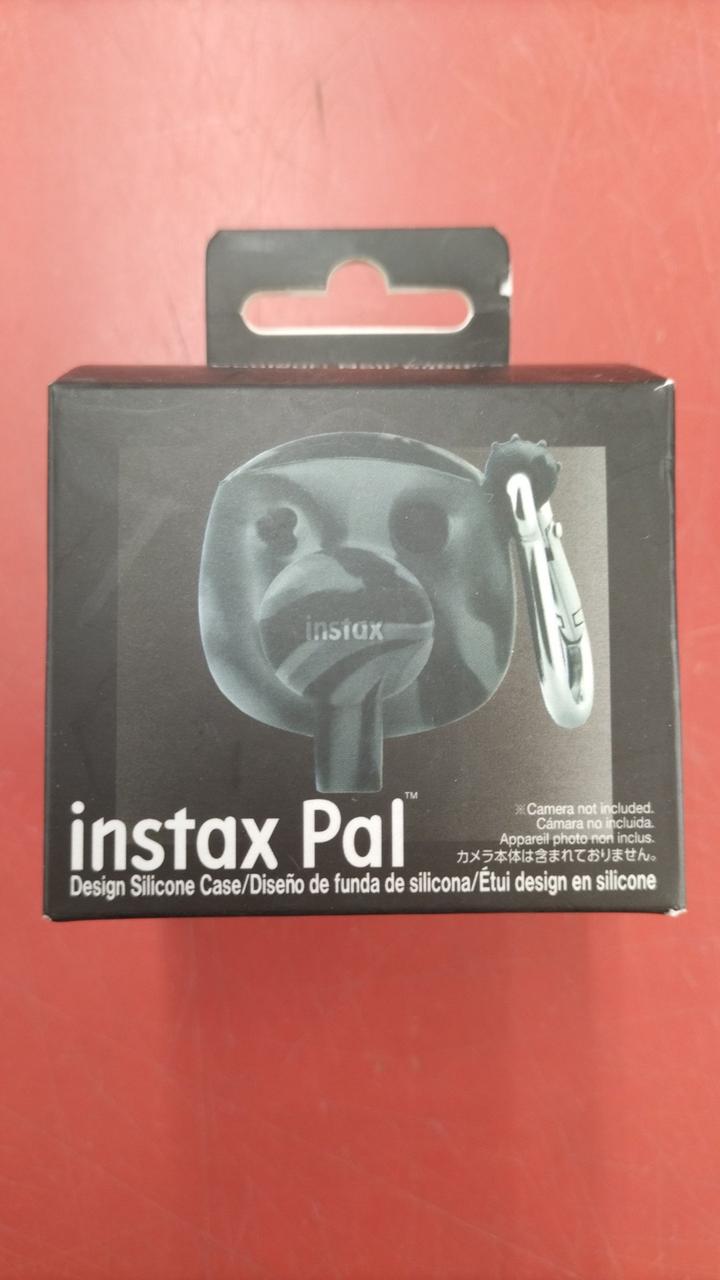 instax
instax Pal™
※Camera not included.
Cámara no incluida.
Appareil photo non inclus.
カメラ本体は含まれておりません。
Design Silicone Case/Diseño de funda de silicona/Étui design en silicone